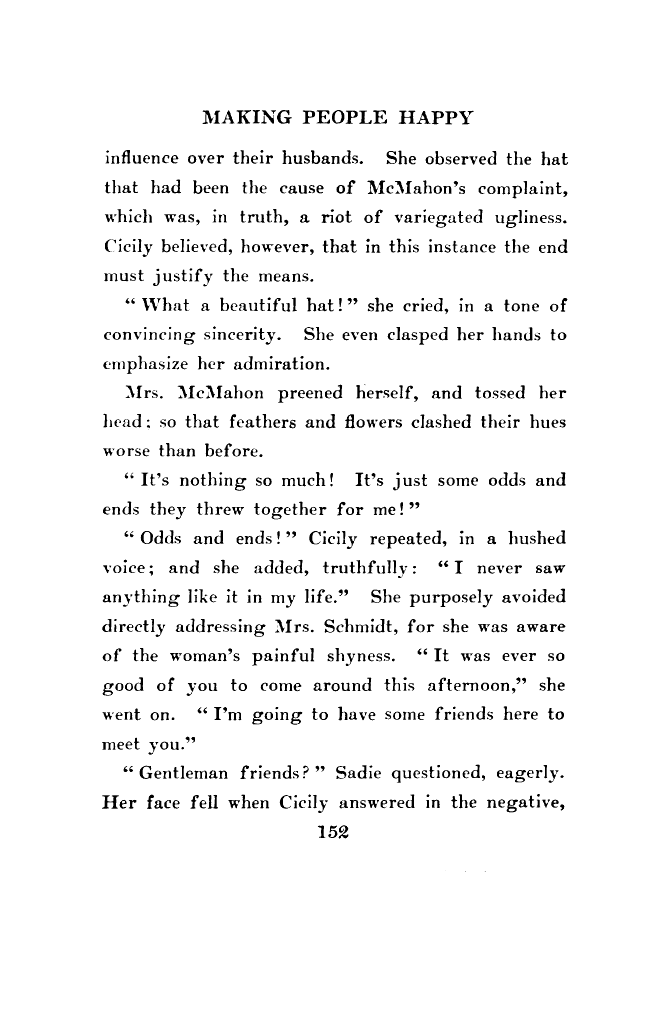 MAKING PEOPLE HAPPY
influence over their husbands. She observed the hat
that had been the cause of McMahon's complaint,
which was, in truth, a riot of variegated ugliness.
Cicily believed, however, that in this instance the end
must justify the means.
“ What a beautiful hat! ” she cried, in a tone of
convincing sincerity. She even clasped her hands to
emphasize her admiration.
Mrs. McMahon preened herself, and tossed her
head; so that feathers and flowers clashed their hues
worse than before.
“ It's nothing so much! It's just some odds and
ends they threw together for me! ”
“ Odds and ends! ” Cicily repeated, in a hushed
voice; and she added, truthfully: “ I never saw
anything like it in my life.” She purposely avoided
directly addressing Mrs. Schmidt, for she was aware
of the woman's painful shyness. “ It was ever so
good of you to come around this afternoon,” she
went on. “ I'm going to have some friends here to
meet you.”
“ Gentleman friends? ” Sadie questioned, eagerly.
Her face fell when Cicily answered in the negative,
152